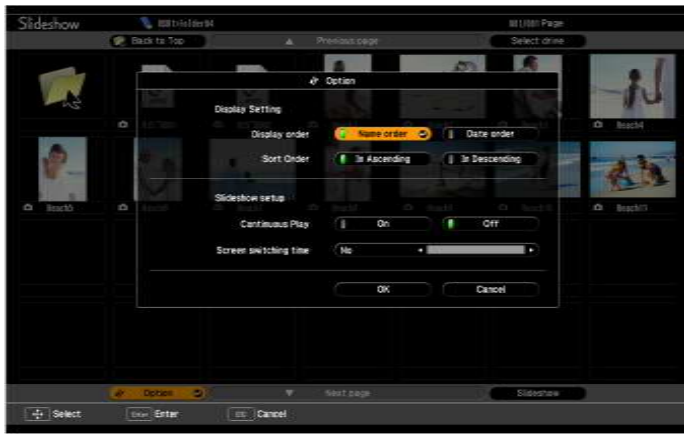 Slideshow
Back to Top Previous page Select drive
Option
Display Setting
Display order Name order Date order
Sort Order In Ascending In Descending
Beach4
Slideshow setup
Beach5 Beach11
Continuous Play On Off
Screen switching time No
OK Cancel
Option Next page Slideshow
Select Enter Enter Esc Cancel